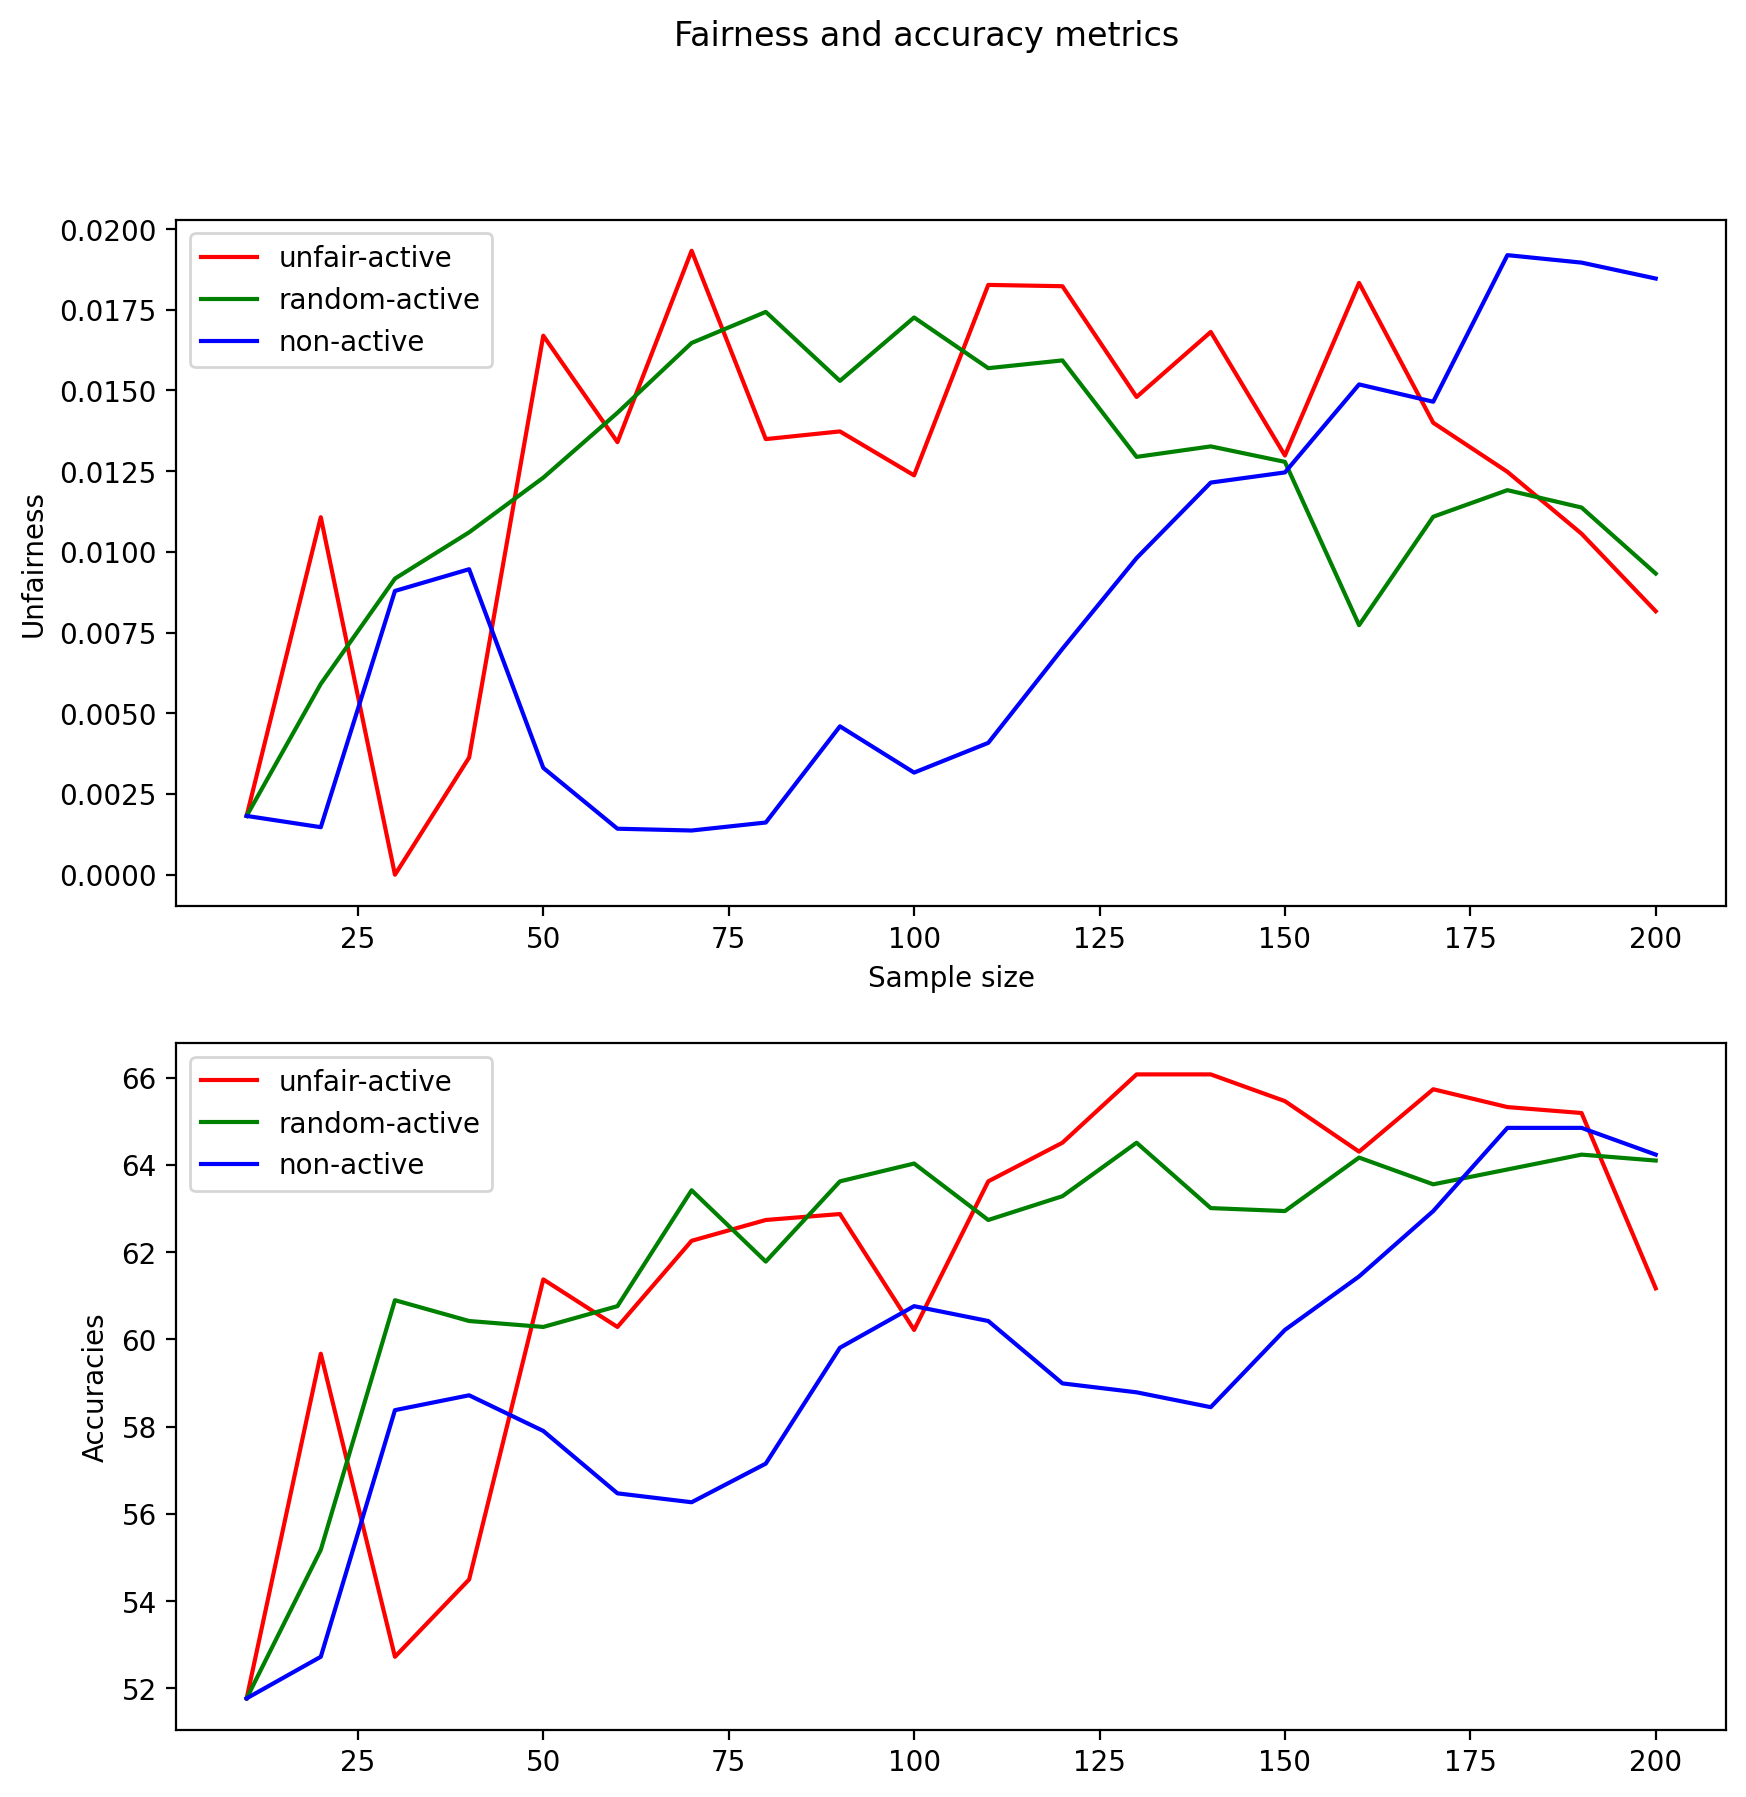 Fairness and accuracy metrics
0.0200
0.0175
0.0150
0.0125
0.0100
0.0075
0.0050
0.0025
0.0000
Unfairness
unfair-active
random-active
non-active
25 50 75 100 125 150 175 200
Sample size
66
64
62
60
58
56
54
52
Accuracies
unfair-active
random-active
non-active
25 50 75 100 125 150 175 200